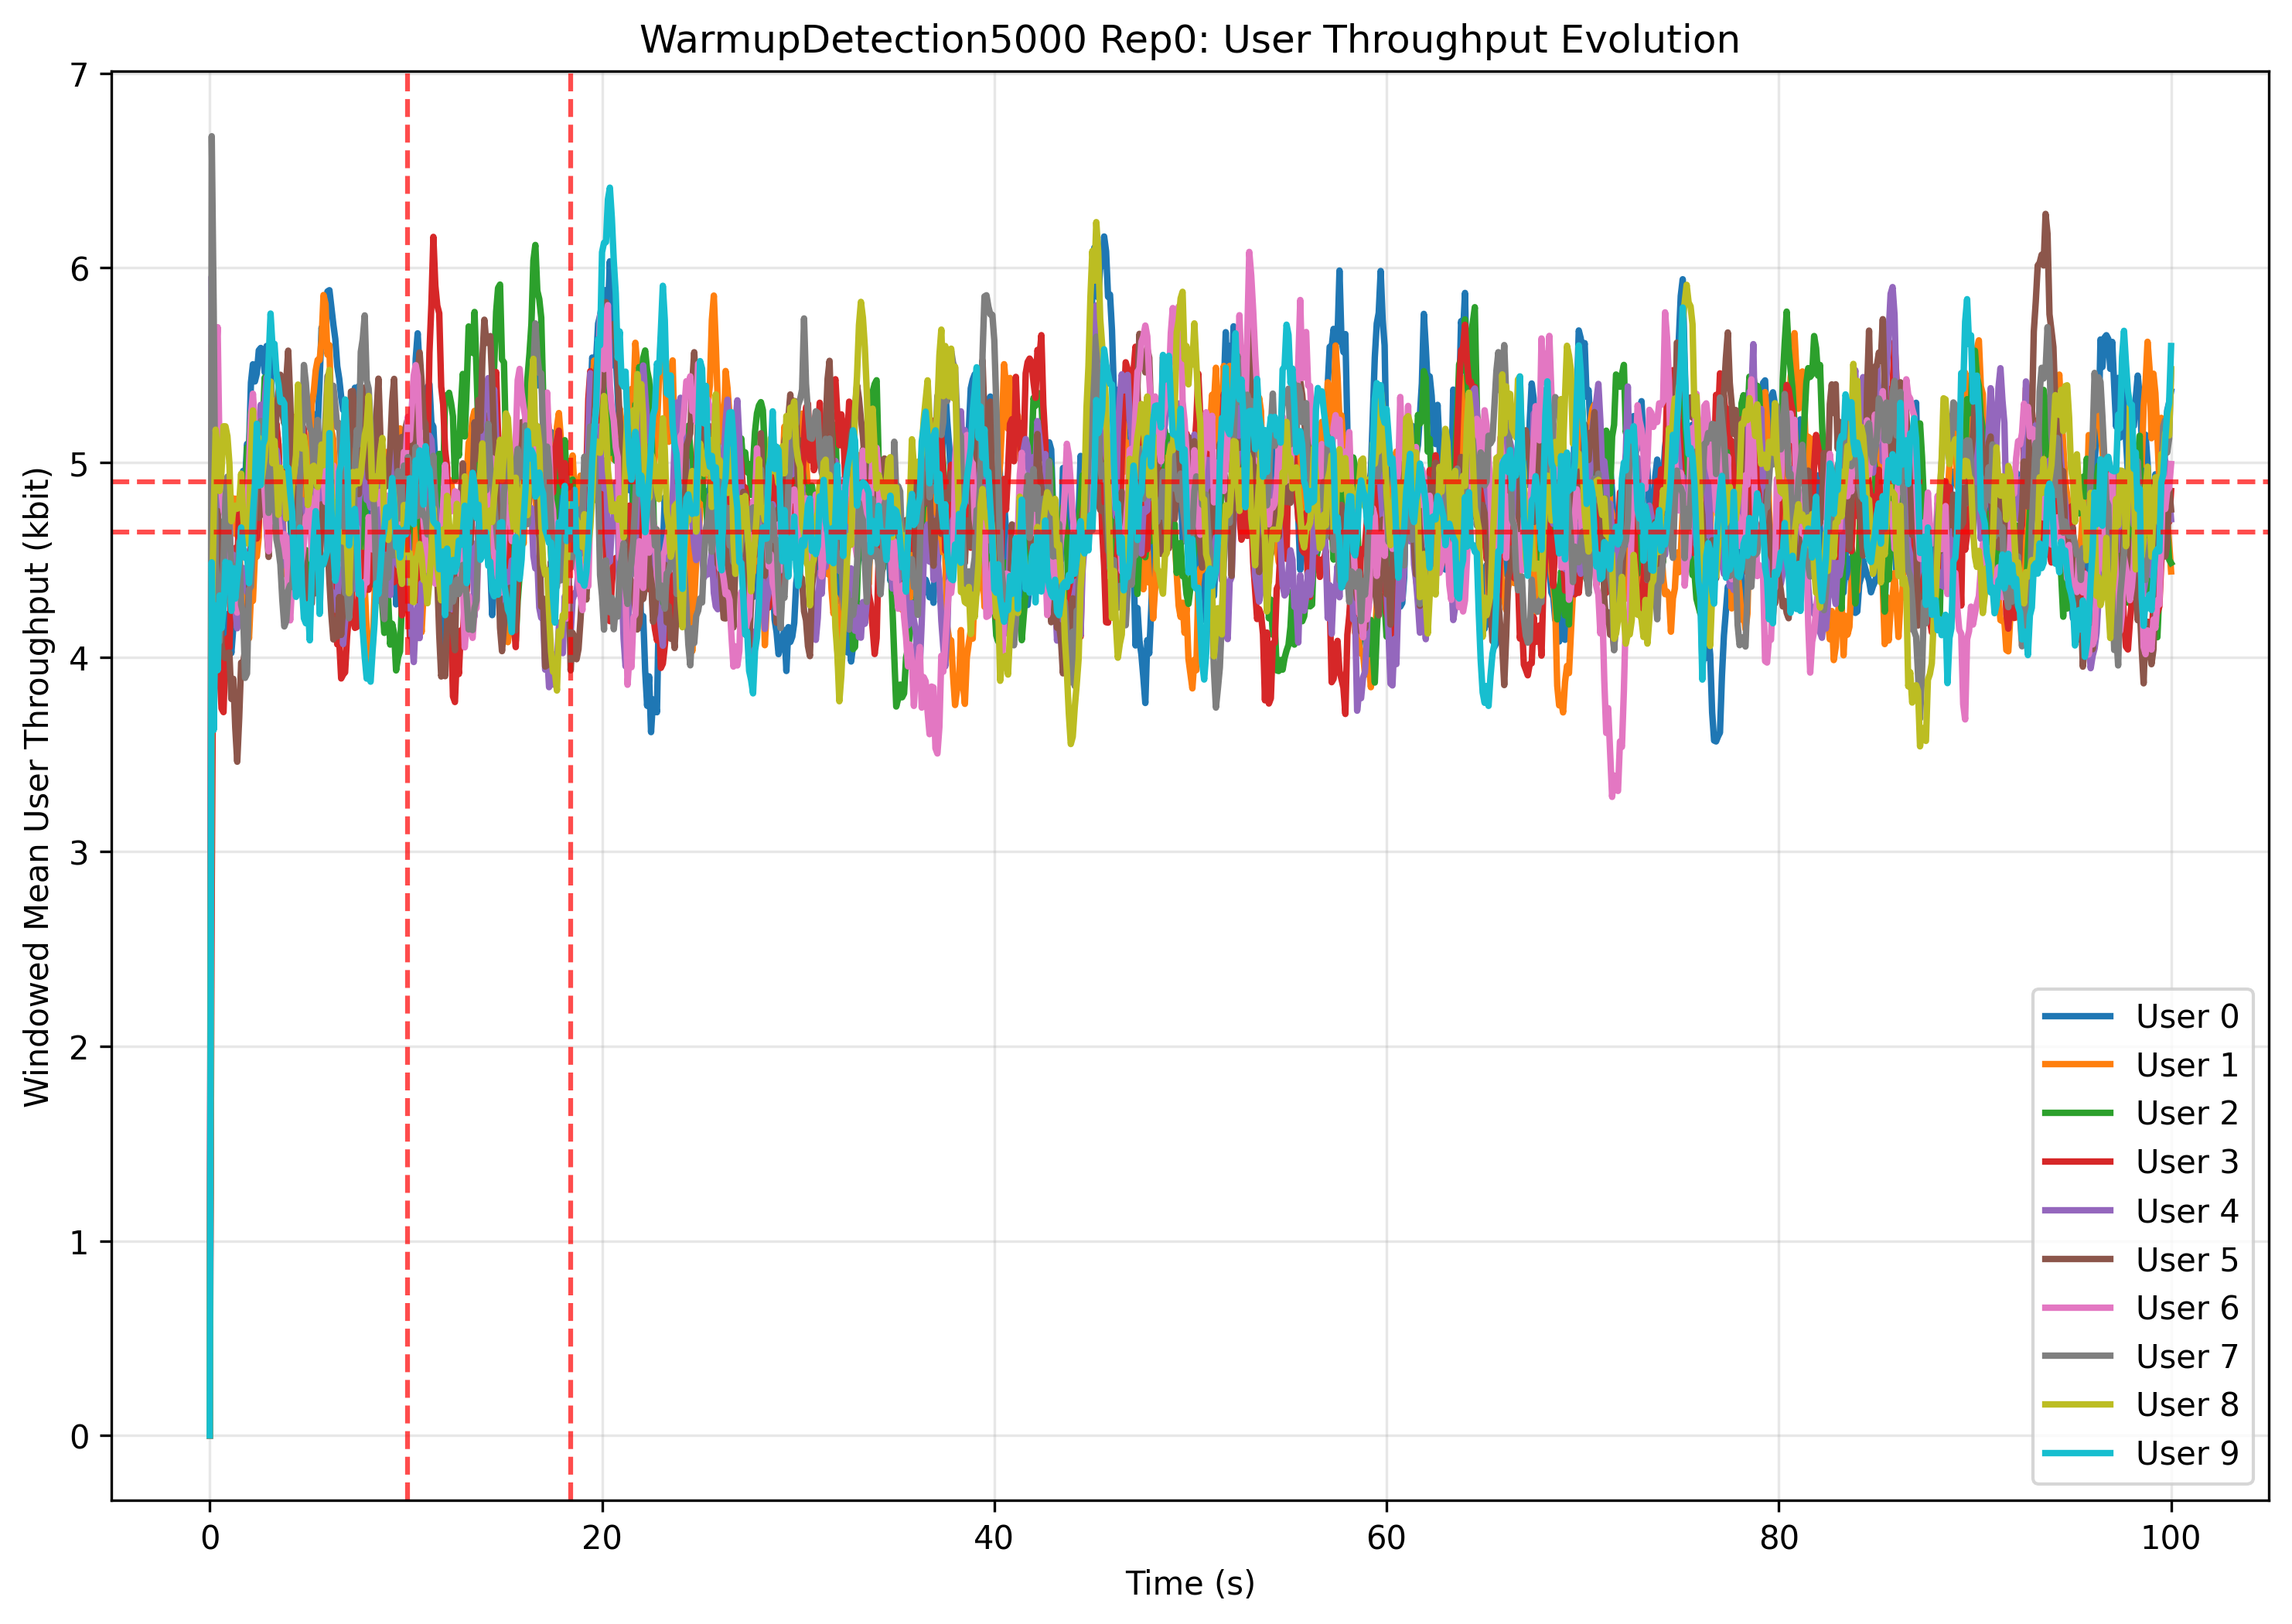 WarmupDetection5000 Rep0: User Throughput Evolution
Windowed Mean User Throughput (kbit)
7
6
5
4
3
2
1
0
0 20 40 60 80 100
Time (s)
User 0
User 1
User 2
User 3
User 4
User 5
User 6
User 7
User 8
User 9